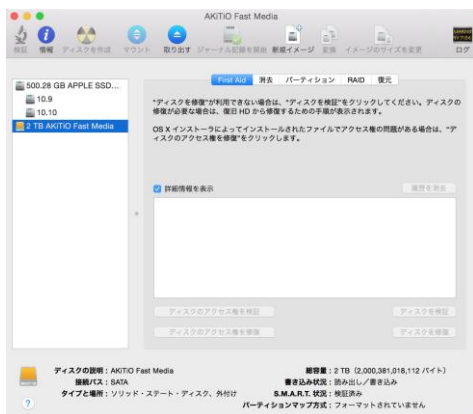 AKiTiO Fast Media
検証 情報 ディスクを作成 マウント 取り出す ジャーナル記録を開始 新規イメージ 変換 イメージのサイズを変更 ログ
First Aid 消去 パーティション RAID 復元
500.28 GB APPLE SSD...
10.9
10.10
2 TB AKiTiO Fast Media
"ディスクを修復"が利用できない場合は、"ディスクを検証"をクリックしてください。ディスクの
修復が必要な場合は、復旧 HD から修復するための手順が表示されます。
OS X インストーラによってインストールされたファイルでアクセス権の問題がある場合は、"デ
ィスクのアクセス権を修復"をクリックします。
詳細情報を表示 履歴を消去
ディスクのアクセス権を検証 ディスクを検証
ディスクのアクセス権を修復 ディスクを修復
ディスクの説明：AKiTiO Fast Media 総容量：2 TB (2,000,381,018,112 バイト)
接続バス：SATA 書き込み状況：読み出し／書き込み
タイプと場所：ソリッド・ステート・ディスク、外付け S.M.A.R.T. 状況：検証済み
パーティションマップ方式：フォーマットされていません
?